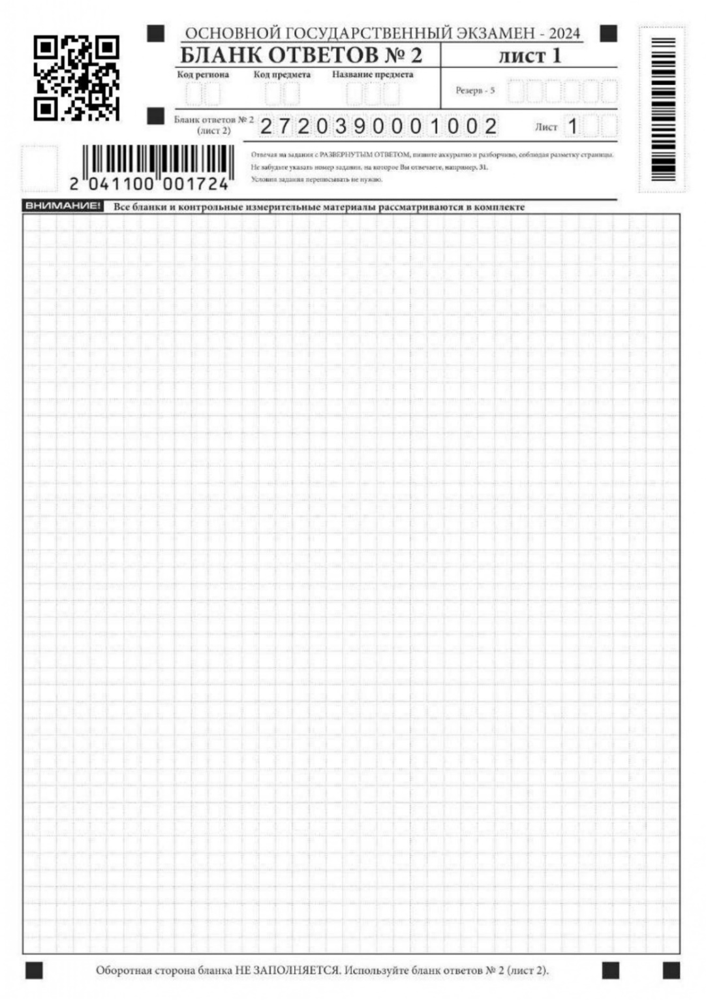 ОСНОВНОЙ ГОСУДАРСТВЕННЫЙ ЭКЗАМЕН - 2024
БЛАНК ОТВЕТОВ № 2
лист 1
Код региона Код предмета Название предмета
Резерв - 5
Бланк ответов № 2
(лист 2)
2720390001002
Лист 1
Отвечая на задания с РАЗВЕРНУТЫМ ОТВЕТОМ, пишите аккуратно и разборчиво, соблюдая разметку страницы.
Не забудьте указать номер задания, на которое Вы отвечаете, например, 31.
Условия задания переписывать не нужно.
2 041100 001724
ВНИМАНИЕ! Все бланки и контрольные измерительные материалы рассматриваются в комплекте
Оборотная сторона бланка НЕ ЗАПОЛНЯЕТСЯ. Используйте бланк ответов № 2 (лист 2).